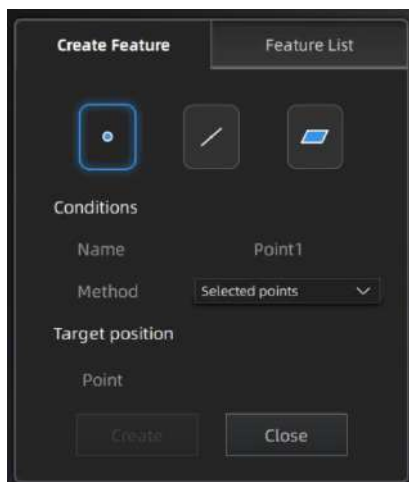 Create Feature Feature List
Conditions
Name Point1
Method Selected points
Target position
Point
Create Close